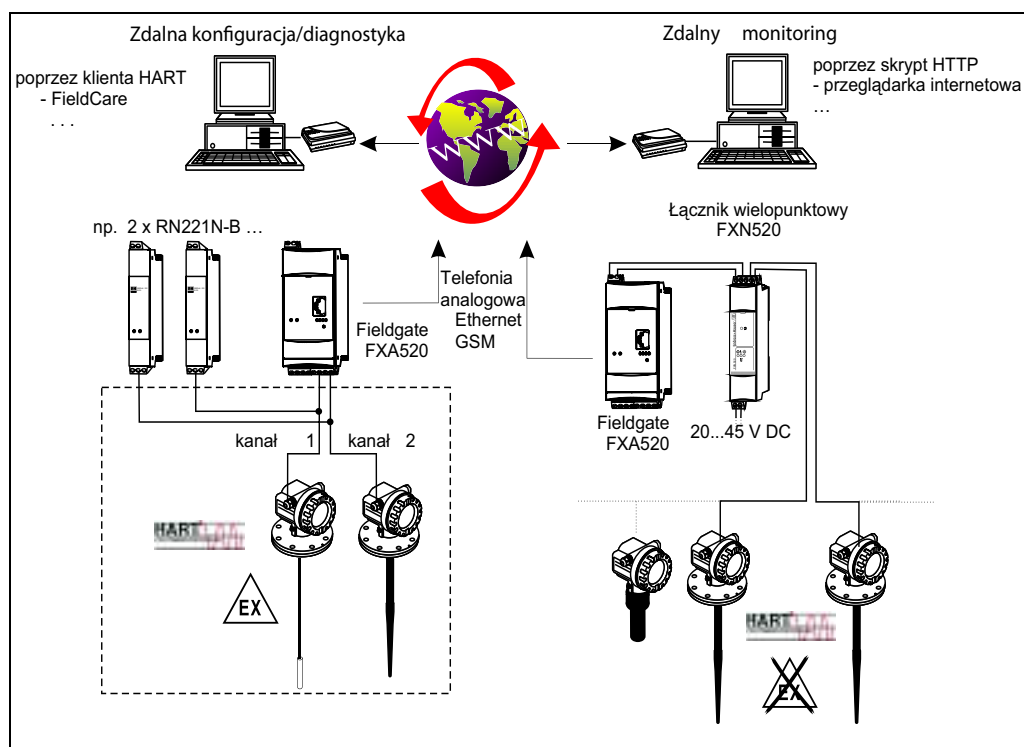 Zdalna konfiguracja/diagnostyka
poprzez klienta HART
- FieldCare
. . .
Zdalny monitoring
poprzez skrypt HTTP
- przeglądarka internetowa
…
WWW
np. 2 x RN221N-B …
Łącznik wielopunktowy
FXN520
Telefonia
analogowa
Ethernet
GSM
Fieldgate
FXA520
Fieldgate
FXA520
20...45 V DC
kanał 1
kanał 2
HART
EX
HART
EX